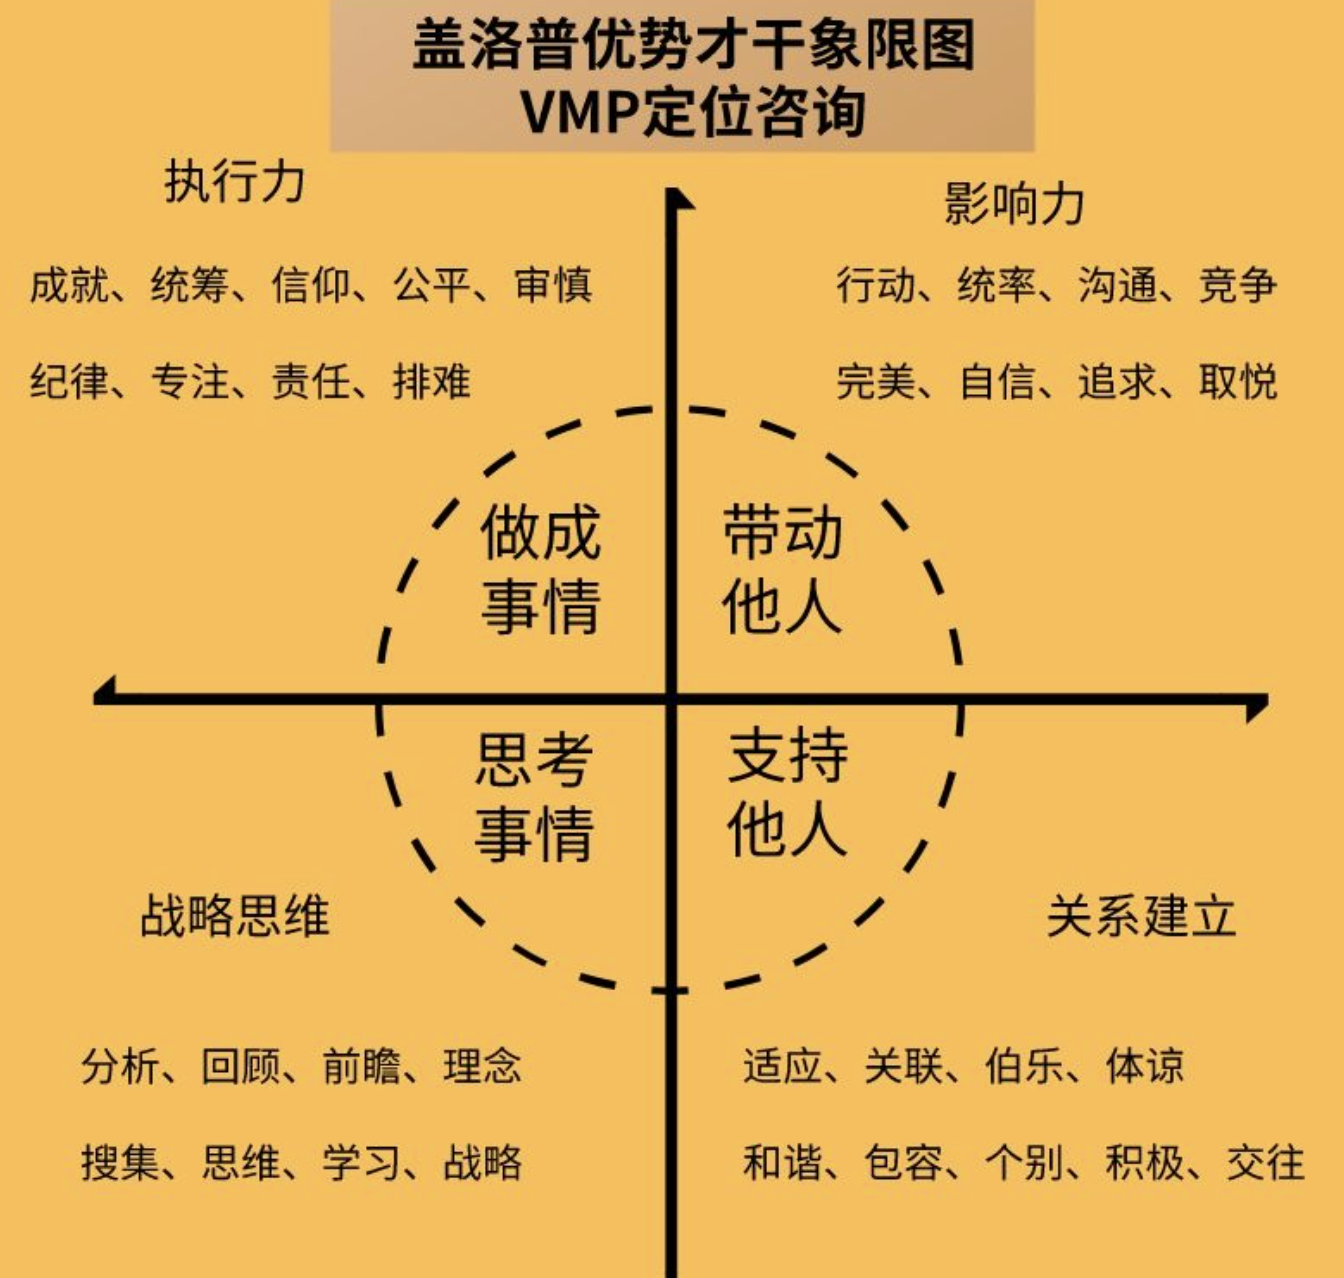 盖洛普优势才干象限图
VMP定位咨询
执行力
成就、统筹、信仰、公平、审慎
纪律、专注、责任、排难
影响力
行动、统率、沟通、竞争
完美、自信、追求、取悦
做成
事情
带动
他人
思考
事情
支持
他人
战略思维
分析、回顾、前瞻、理念
搜集、思维、学习、战略
关系建立
适应、关联、伯乐、体谅
和谐、包容、个别、积极、交往